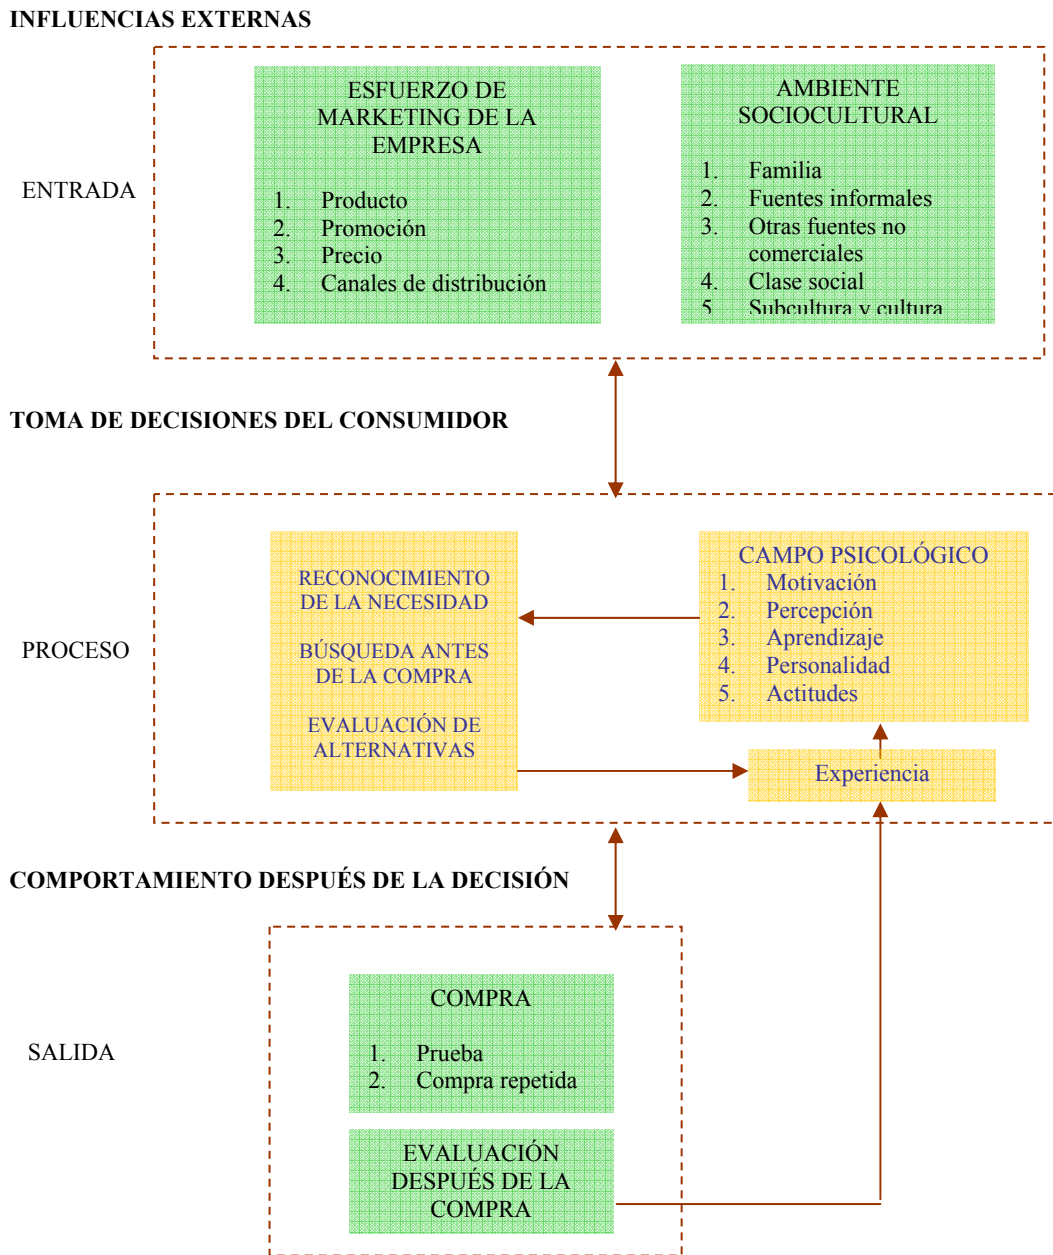 INFLUENCIAS EXTERNAS
ENTRADA
ESFUERZO DE
MARKETING DE LA
EMPRESA
1. Producto
2. Promoción
3. Precio
4. Canales de distribución
AMBIENTE
SOCIOCULTURAL
1. Familia
2. Fuentes informales
3. Otras fuentes no
comerciales
4. Clase social
5. Subcultura y cultura
TOMA DE DECISIONES DEL CONSUMIDOR
PROCESO
RECONOCIMIENTO
DE LA NECESIDAD
BÚSQUEDA ANTES
DE LA COMPRA
EVALUACIÓN DE
ALTERNATIVAS
CAMPO PSICOLÓGICO
1. Motivación
2. Percepción
3. Aprendizaje
4. Personalidad
5. Actitudes
Experiencia
COMPORTAMIENTO DESPUÉS DE LA DECISIÓN
SALIDA
COMPRA
1. Prueba
2. Compra repetida
EVALUACIÓN
DESPUÉS DE LA
COMPRA